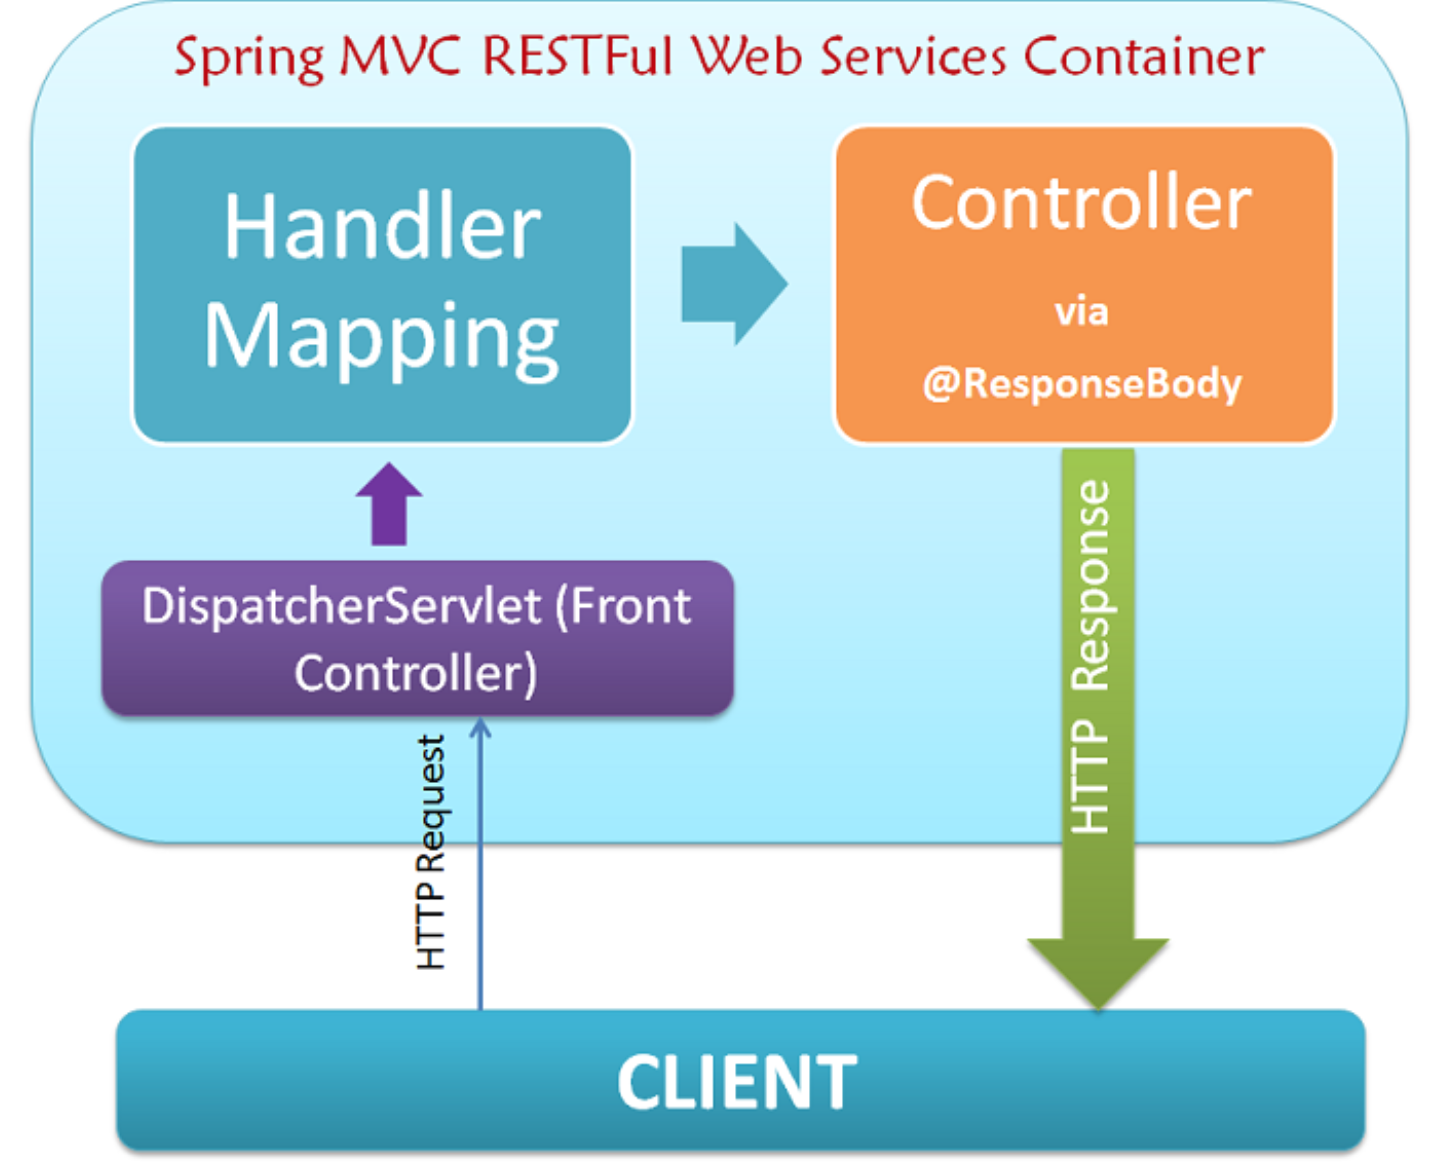 Spring MVC RESTFul Web Services Container
Handler
Mapping
Controller
via
@ResponseBody
DispatcherServlet (Front
Controller)
HTTP Request
HTTP Response
CLIENT